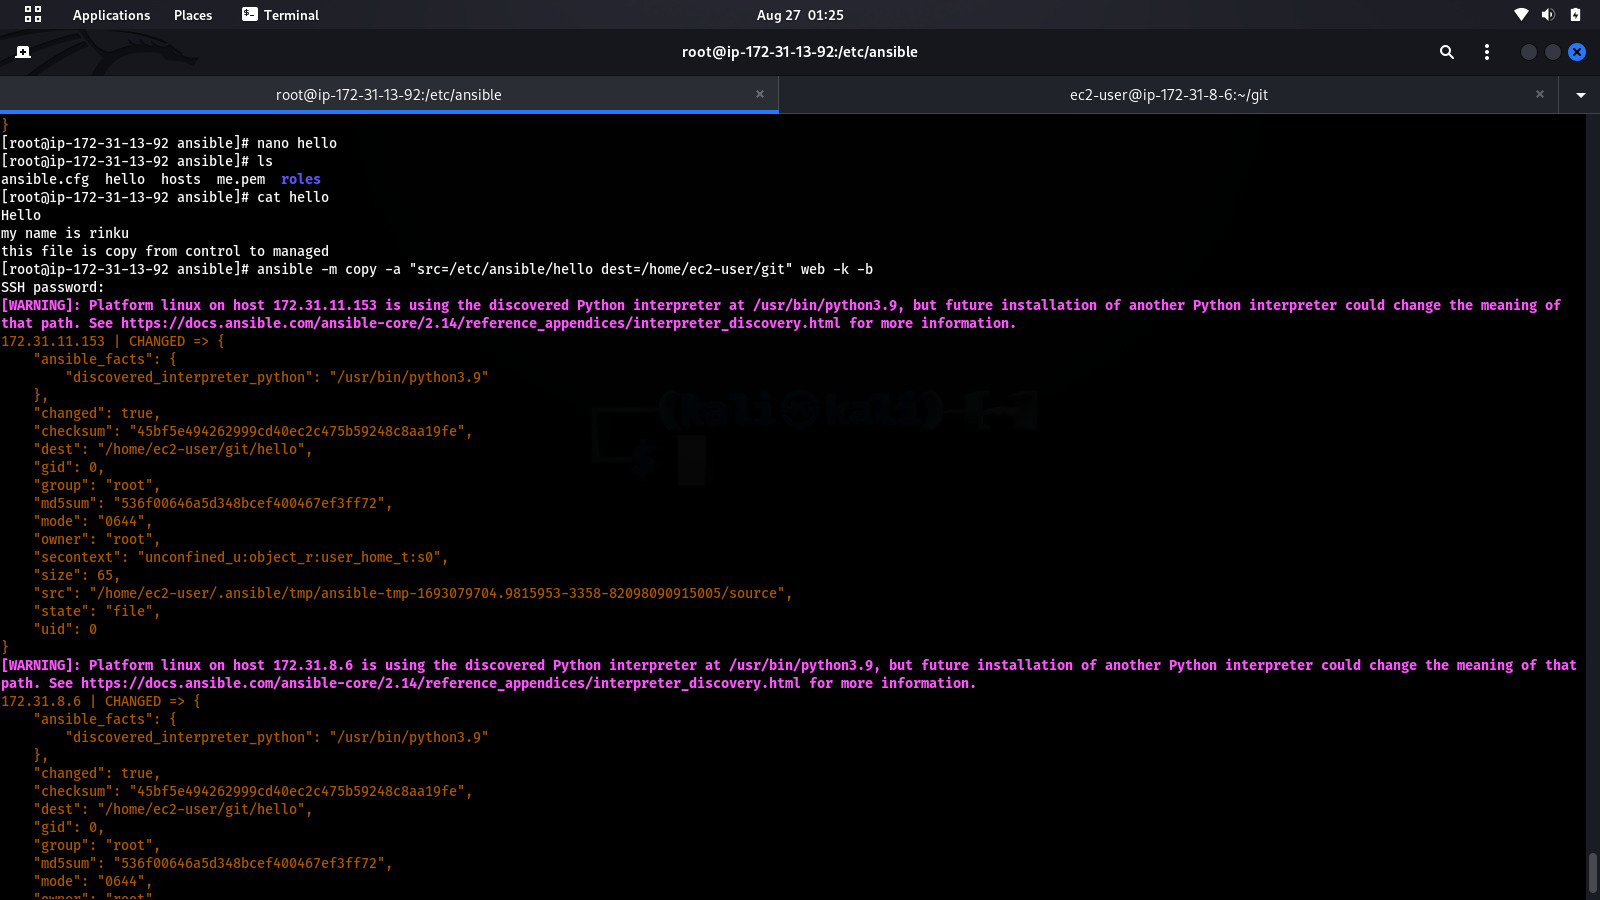 Applications Places Terminal Aug 27 01:25
root@ip-172-31-13-92:/etc/ansible
root@ip-172-31-13-92:/etc/ansible × ec2-user@ip-172-31-8-6:~/git ×
}
[root@ip-172-31-13-92 ansible]# nano hello
[root@ip-172-31-13-92 ansible]# ls
ansible.cfg hello hosts me.pem roles
[root@ip-172-31-13-92 ansible]# cat hello
Hello
my name is rinku
this file is copy from control to managed
[root@ip-172-31-13-92 ansible]# ansible -m copy -a "src=/etc/ansible/hello dest=/home/ec2-user/git" web -k -b
SSH password:
[WARNING]: Platform linux on host 172.31.11.153 is using the discovered Python interpreter at /usr/bin/python3.9, but future installation of another Python interpreter could change the meaning of
that path. See https://docs.ansible.com/ansible-core/2.14/reference_appendices/interpreter_discovery.html for more information.
172.31.11.153 | CHANGED => {
    "ansible_facts": {
        "discovered_interpreter_python": "/usr/bin/python3.9"
    },
    "changed": true,
    "checksum": "45bf5e494262999cd40ec2c475b59248c8aa19fe",
    "dest": "/home/ec2-user/git/hello",
    "gid": 0,
    "group": "root",
    "md5sum": "536f00646a5d348bcef400467ef3ff72",
    "mode": "0644",
    "owner": "root",
    "secontext": "unconfined_u:object_r:user_home_t:s0",
    "size": 65,
    "src": "/home/ec2-user/.ansible/tmp/ansible-tmp-1693079704.9815953-3358-82098090915005/source",
    "state": "file",
    "uid": 0
}
[WARNING]: Platform linux on host 172.31.8.6 is using the discovered Python interpreter at /usr/bin/python3.9, but future installation of another Python interpreter could change the meaning of that
path. See https://docs.ansible.com/ansible-core/2.14/reference_appendices/interpreter_discovery.html for more information.
172.31.8.6 | CHANGED => {
    "ansible_facts": {
        "discovered_interpreter_python": "/usr/bin/python3.9"
    },
    "changed": true,
    "checksum": "45bf5e494262999cd40ec2c475b59248c8aa19fe",
    "dest": "/home/ec2-user/git/hello",
    "gid": 0,
    "group": "root",
    "md5sum": "536f00646a5d348bcef400467ef3ff72",
    "mode": "0644",
    "owner": "root"